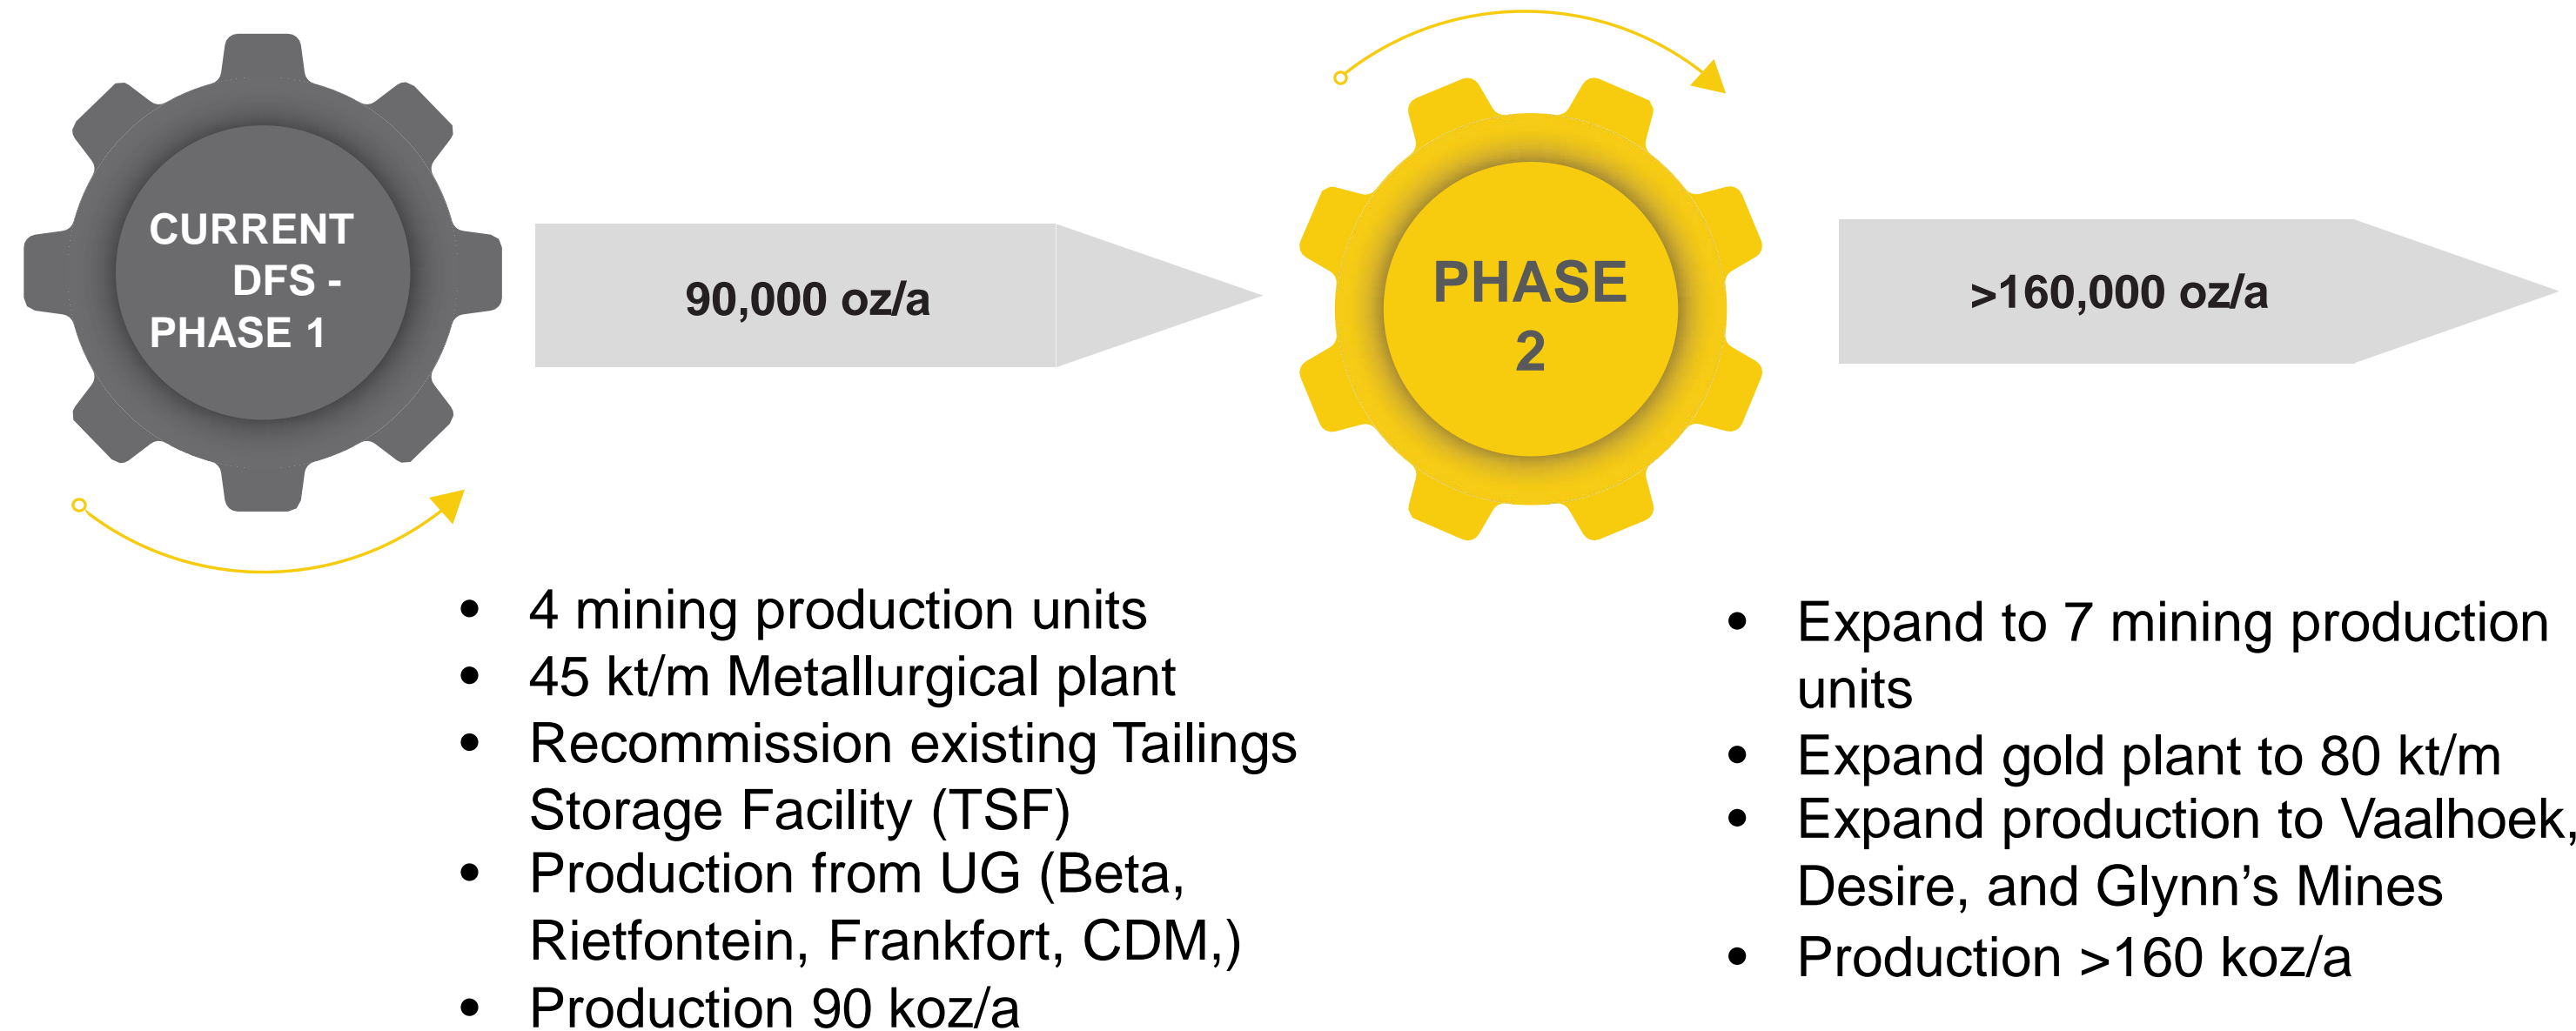 CURRENT
DFS -
PHASE 1
90,000 oz/a
PHASE
2
>160,000 oz/a
• 4 mining production units
• 45 kt/m Metallurgical plant
• Recommission existing Tailings
Storage Facility (TSF)
• Production from UG (Beta,
Rietfontein, Frankfort, CDM,)
• Production 90 koz/a
• Expand to 7 mining production
units
• Expand gold plant to 80 kt/m
• Expand production to Vaalhoek,
Desire, and Glynn’s Mines
• Production >160 koz/a